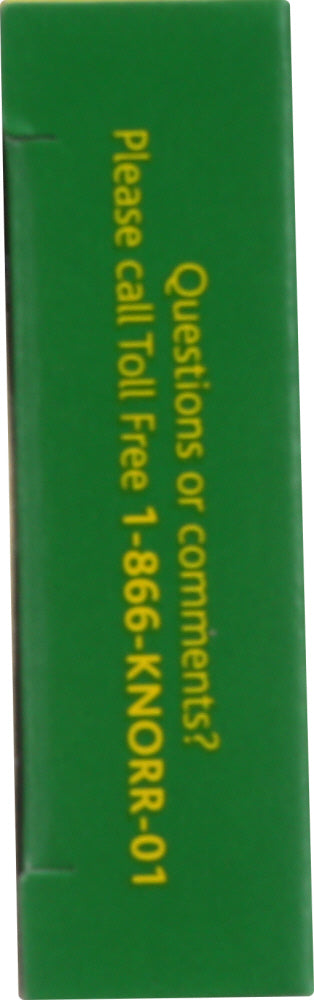 Questions or comments?
Please call Toll Free 1-866-KNORR-01